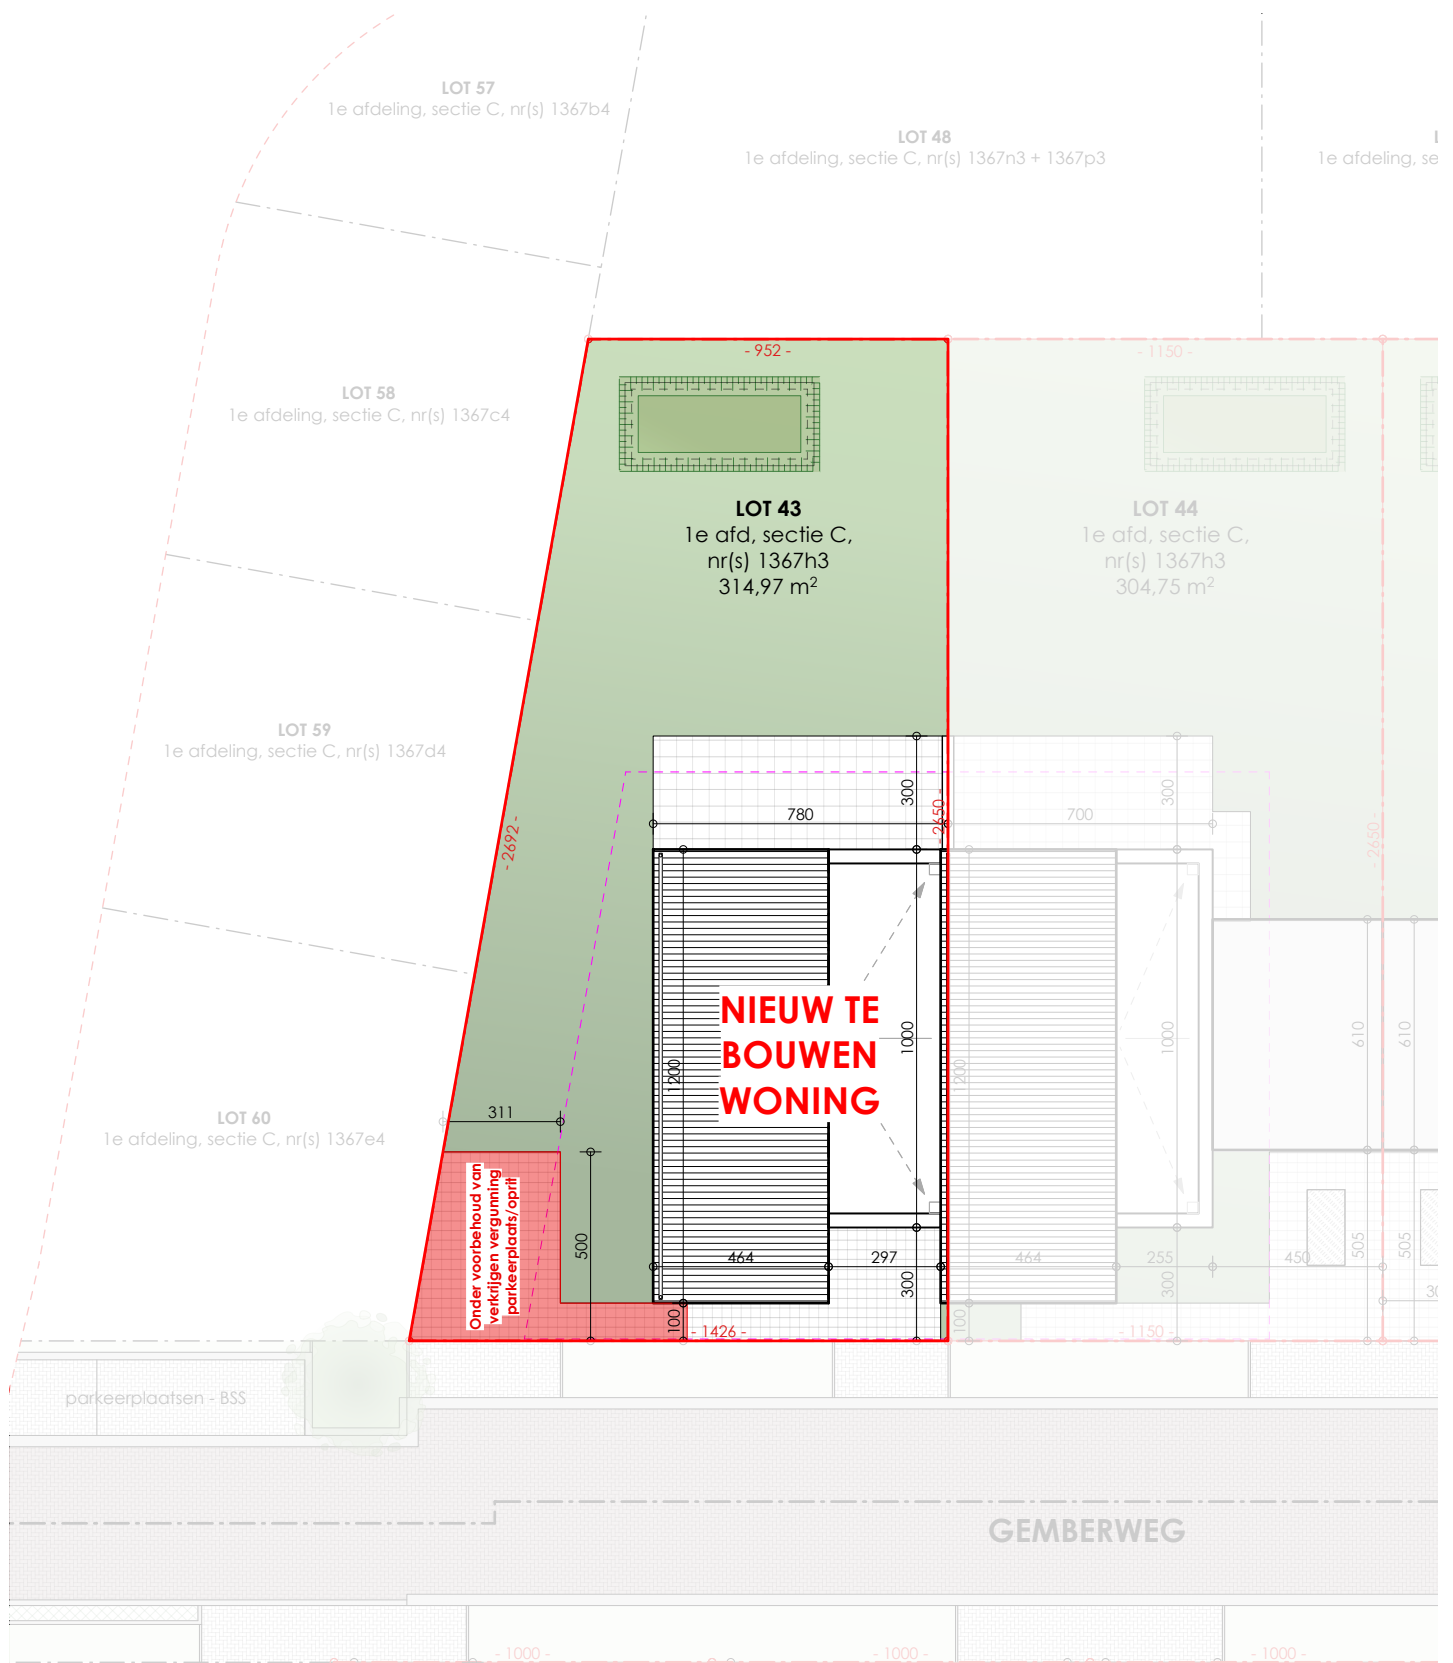 LOT 57
1e afdeling, sectie C, nr(s) 1367b4
LOT 48
1e afdeling, sectie C, nr(s) 1367n3 + 1367p3
1e afdeling, se
- 952 -
- 1150 -
LOT 58
1e afdeling, sectie C, nr(s) 1367c4
LOT 43
1e afd, sectie C,
nr(s) 1367h3
314,97 m²
LOT 44
1e afd, sectie C,
nr(s) 1367h3
304,75 m²
LOT 59
1e afdeling, sectie C, nr(s) 1367d4
- 2692 -
300
780
- 2650 -
300
700
- 2650 -
NIEUW TE
BOUWEN
WONING
1200
1000
1200
1000
610
610
LOT 60
1e afdeling, sectie C, nr(s) 1367e4
311
Onder voorbehoud van
verkrijgen vergunning
parkeerplaats/oprit
500
464
297
300
100
- 1426 -
464
255
300
450
505
505
100
- 1150 -
30
parkeerplaatsen - BSS
GEMBERWEG
- 1000 -
- 1000 -
- 1000 -